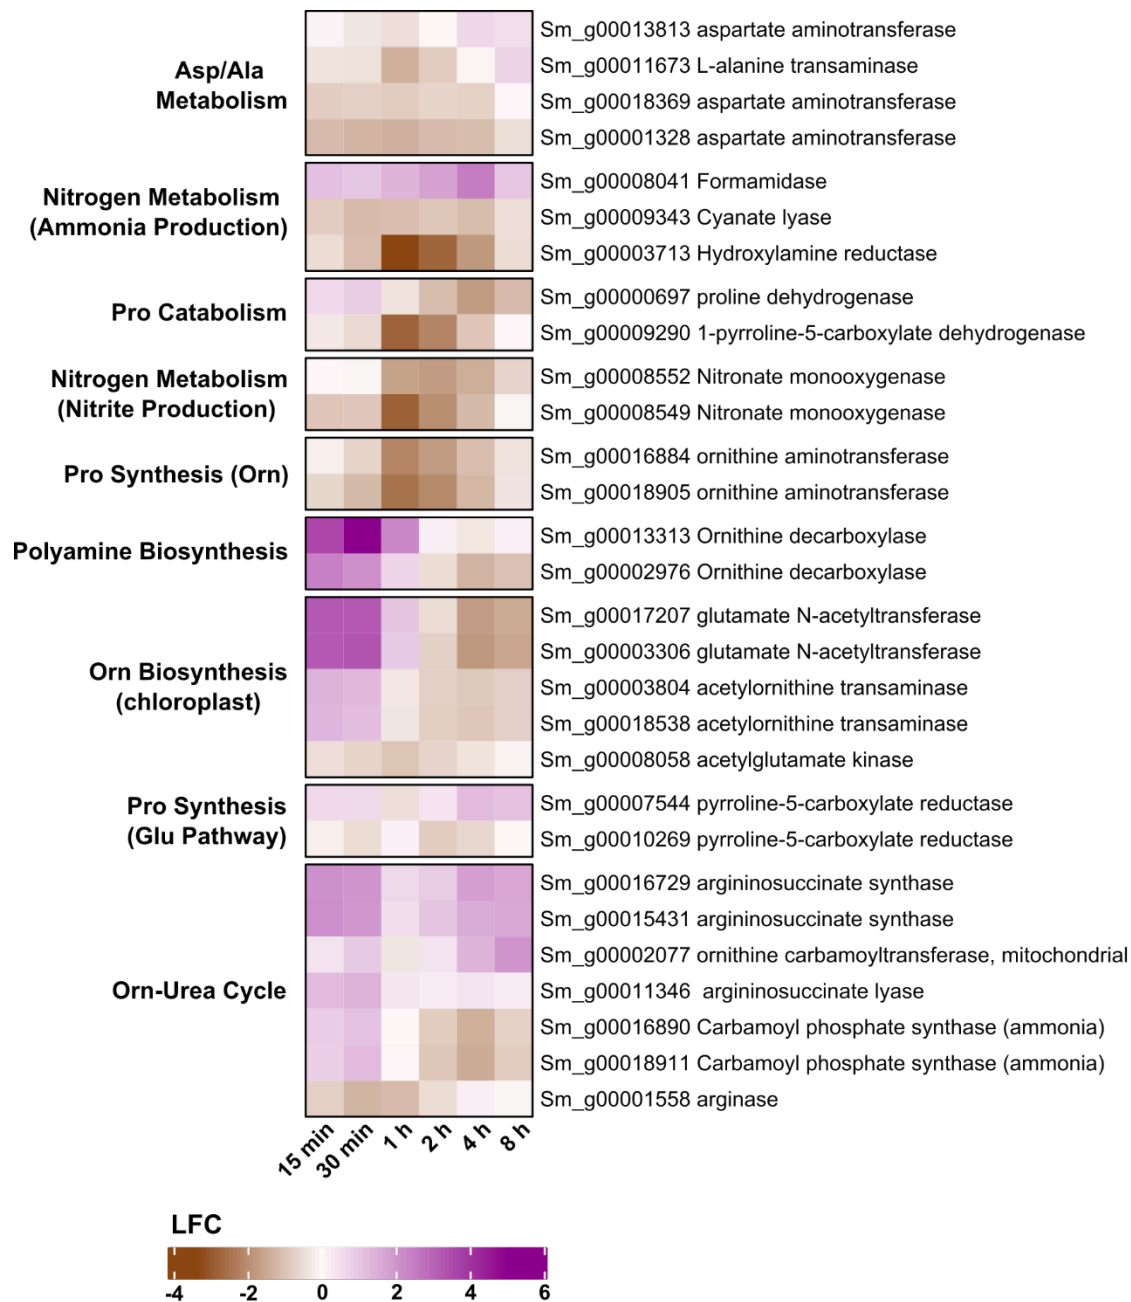 Asp/Ala
Metabolism
Sm_g00013813 aspartate aminotransferase
Sm_g00011673 L-alanine transaminase
Sm_g00018369 aspartate aminotransferase
Sm_g00001328 aspartate aminotransferase
Nitrogen Metabolism
(Ammonia Production)
Sm_g00008041 Formamidase
Sm_g00009343 Cyanate lyase
Sm_g00003713 Hydroxylamine reductase
Pro Catabolism
Sm_g00000697 proline dehydrogenase
Sm_g00009290 1-pyrroline-5-carboxylate dehydrogenase
Nitrogen Metabolism
(Nitrite Production)
Sm_g00008552 Nitronate monooxygenase
Sm_g00008549 Nitronate monooxygenase
Pro Synthesis (Orn)
Sm_g00016884 ornithine aminotransferase
Sm_g00018905 ornithine aminotransferase
Polyamine Biosynthesis
Sm_g00013313 Ornithine decarboxylase
Sm_g00002976 Ornithine decarboxylase
Orn Biosynthesis
(chloroplast)
Sm_g00017207 glutamate N-acetyltransferase
Sm_g00003306 glutamate N-acetyltransferase
Sm_g00003804 acetylornithine transaminase
Sm_g00018538 acetylornithine transaminase
Sm_g00008058 acetylglutamate kinase
Pro Synthesis
(Glu Pathway)
Sm_g00007544 pyrroline-5-carboxylate reductase
Sm_g00010269 pyrroline-5-carboxylate reductase
Orn-Urea Cycle
Sm_g00016729 argininosuccinate synthase
Sm_g00015431 argininosuccinate synthase
Sm_g00002077 ornithine carbamoyltransferase, mitochondrial
Sm_g00011346 argininosuccinate lyase
Sm_g00016890 Carbamoyl phosphate synthase (ammonia)
Sm_g00018911 Carbamoyl phosphate synthase (ammonia)
Sm_g00001558 arginase
15 min 30 min 1 h 2 h 4 h 8 h
LFC
-4 -2 0 2 4 6